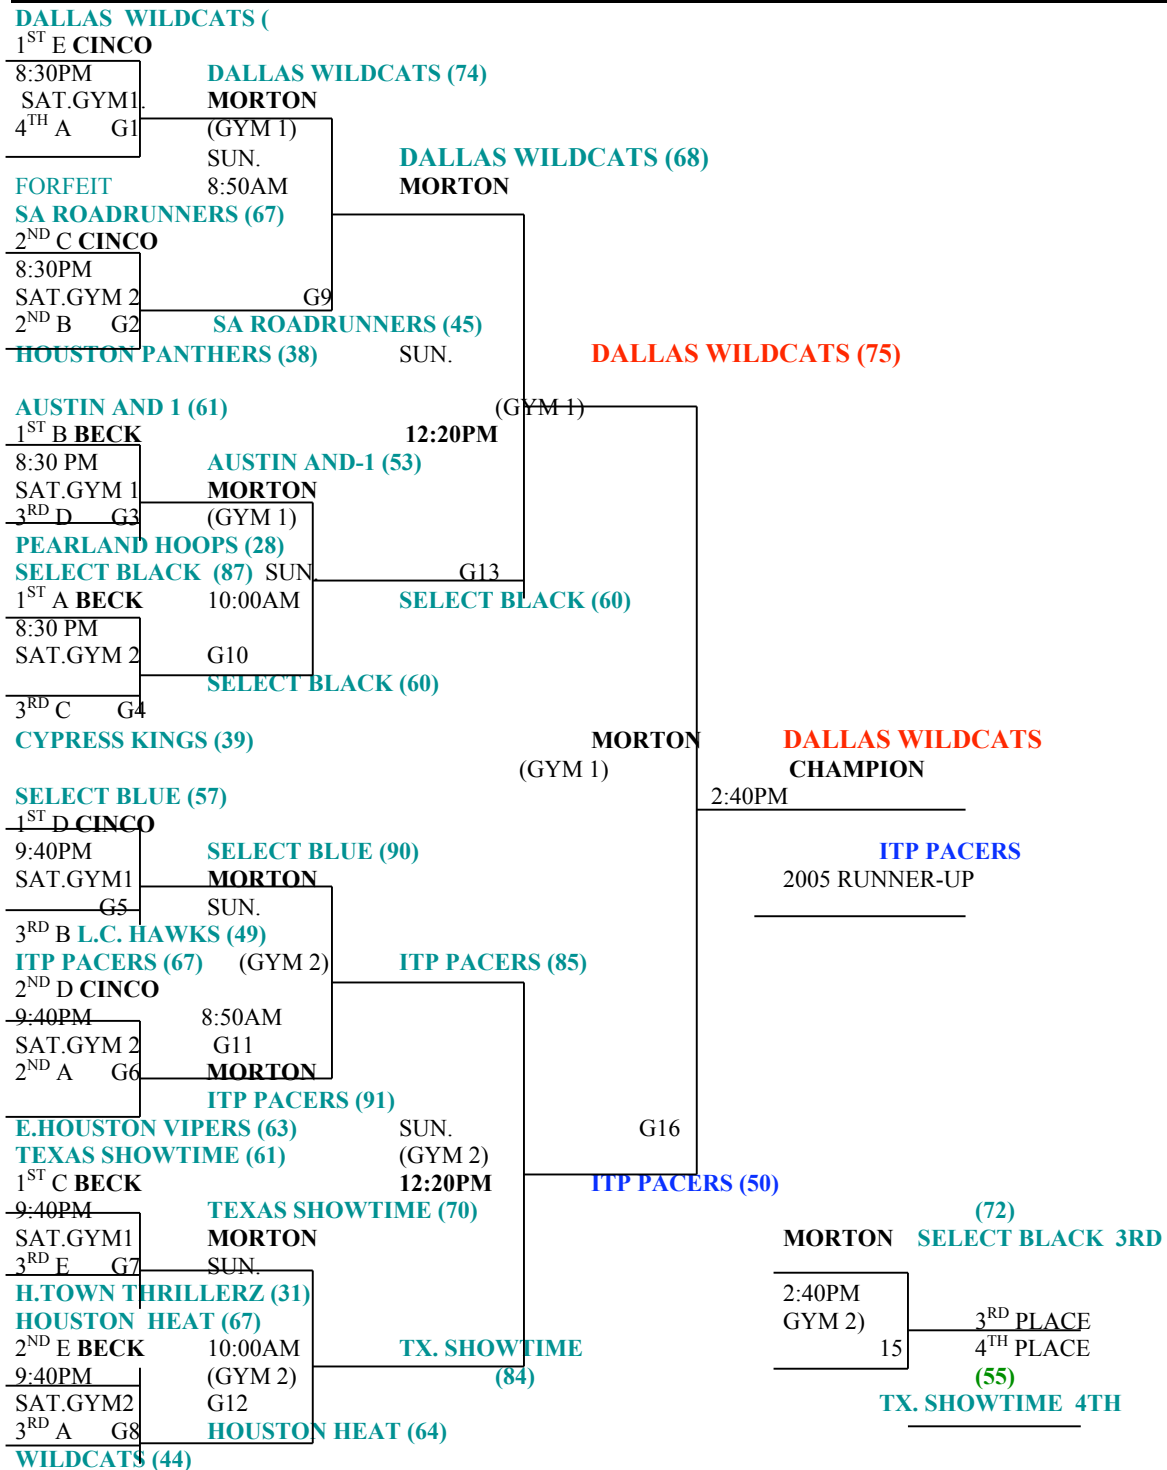 DALLAS WILDCATS (
1ST E CINCO
8:30PM DALLAS WILDCATS (74)
SAT.GYM1. MORTON
4TH A G1 (GYM 1)
SUN. DALLAS WILDCATS (68)
FORFEIT 8:50AM MORTON
SA ROADRUNNERS (67)
2ND C CINCO
8:30PM
SAT.GYM 2 G9
2ND B G2 SA ROADRUNNERS (45)
HOUSTON PANTHERS (38) SUN. DALLAS WILDCATS (75)
AUSTIN AND 1 (61) (GYM 1)
1ST B BECK 12:20PM
8:30 PM AUSTIN AND-1 (53)
SAT.GYM 1 MORTON
3RD D G3 (GYM 1)
PEARLAND HOOPS (28)
SELECT BLACK (87) SUN. G13
1ST A BECK 10:00AM SELECT BLACK (60)
8:30 PM
SAT.GYM 2 G10
SELECT BLACK (60)
3RD C G4
CYPRESS KINGS (39) MORTON DALLAS WILDCATS
(GYM 1) CHAMPION
SELECT BLUE (57) 2:40PM
1ST D CINCO
9:40PM SELECT BLUE (90) ITP PACERS
SAT.GYM1 MORTON 2005 RUNNER-UP
G5 SUN.
3RD B L.C. HAWKS (49)
ITP PACERS (67) (GYM 2) ITP PACERS (85)
2ND D CINCO
9:40PM 8:50AM
SAT.GYM 2 G11
2ND A G6 MORTON
ITP PACERS (91)
E.HOUSTON VIPERS (63) SUN. G16
TEXAS SHOWTIME (61) (GYM 2)
1ST C BECK 12:20PM ITP PACERS (50)
9:40PM TEXAS SHOWTIME (70) (72)
SAT.GYM1 MORTON MORTON SELECT BLACK 3RD
3RD E G7 SUN.
H.TOWN THRILLERZ (31) 2:40PM
HOUSTON HEAT (67) GYM 2) 3RD PLACE
2ND E BECK 10:00AM TX. SHOWTIME 15 4TH PLACE
9:40PM (GYM 2) (84) (55)
SAT.GYM2 G12 TX. SHOWTIME 4TH
3RD A G8 HOUSTON HEAT (64)
WILDCATS (44)